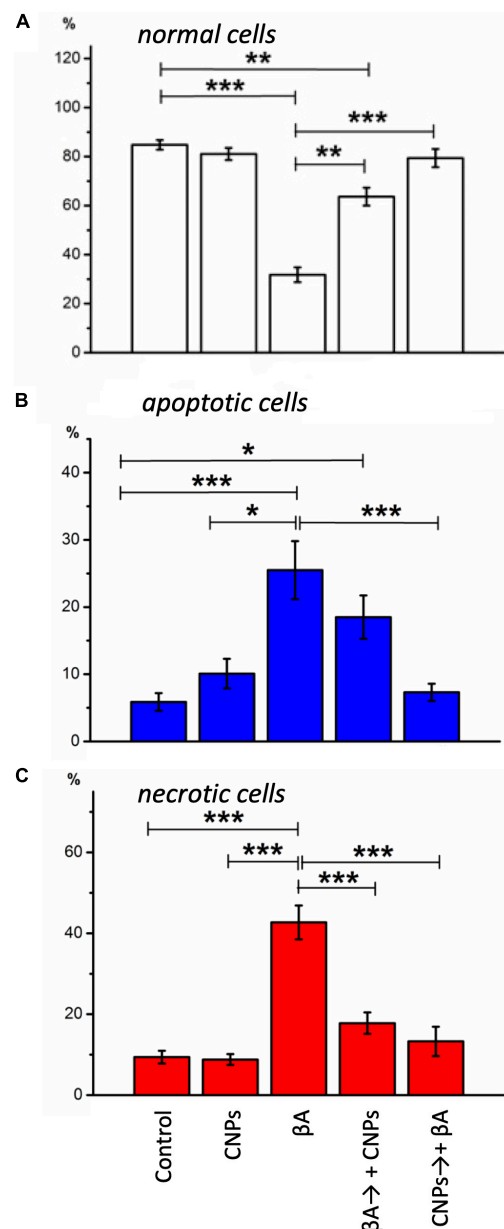 A
%
normal cells
120
**
100
***
***
80
**
60
40
20
0
B
apoptotic cells
%
*
40
***
*
***
30
20
10
0
C
%
necrotic cells
***
***
***
60
***
40
20
0
Control
CNPs
βA
βA→ + CNPs
CNPs→+ βA